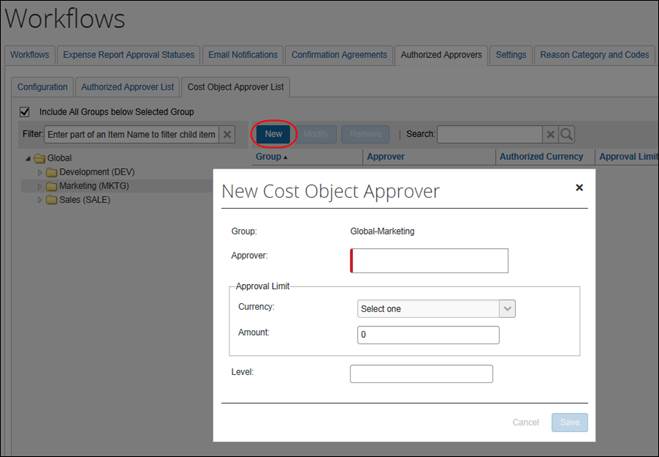 Workflows
Workflows Expense Report Approval Statuses Email Notifications Confirmation Agreements Authorized Approvers Settings Reason Category and Codes
Configuration Authorized Approver List Cost Object Approver List
Include All Groups below Selected Group
Filter: Enter part of an Item Name to filter child item New Modify Remove | Search:
Group Approver Authorized Currency Approval Limit
Global
Development (DEV)
Marketing (MKTG)
Sales (SALE)
New Cost Object Approver
Group: Global-Marketing
Approver:
Approval Limit
Currency: Select one
Amount: 0
Level:
Cancel Save